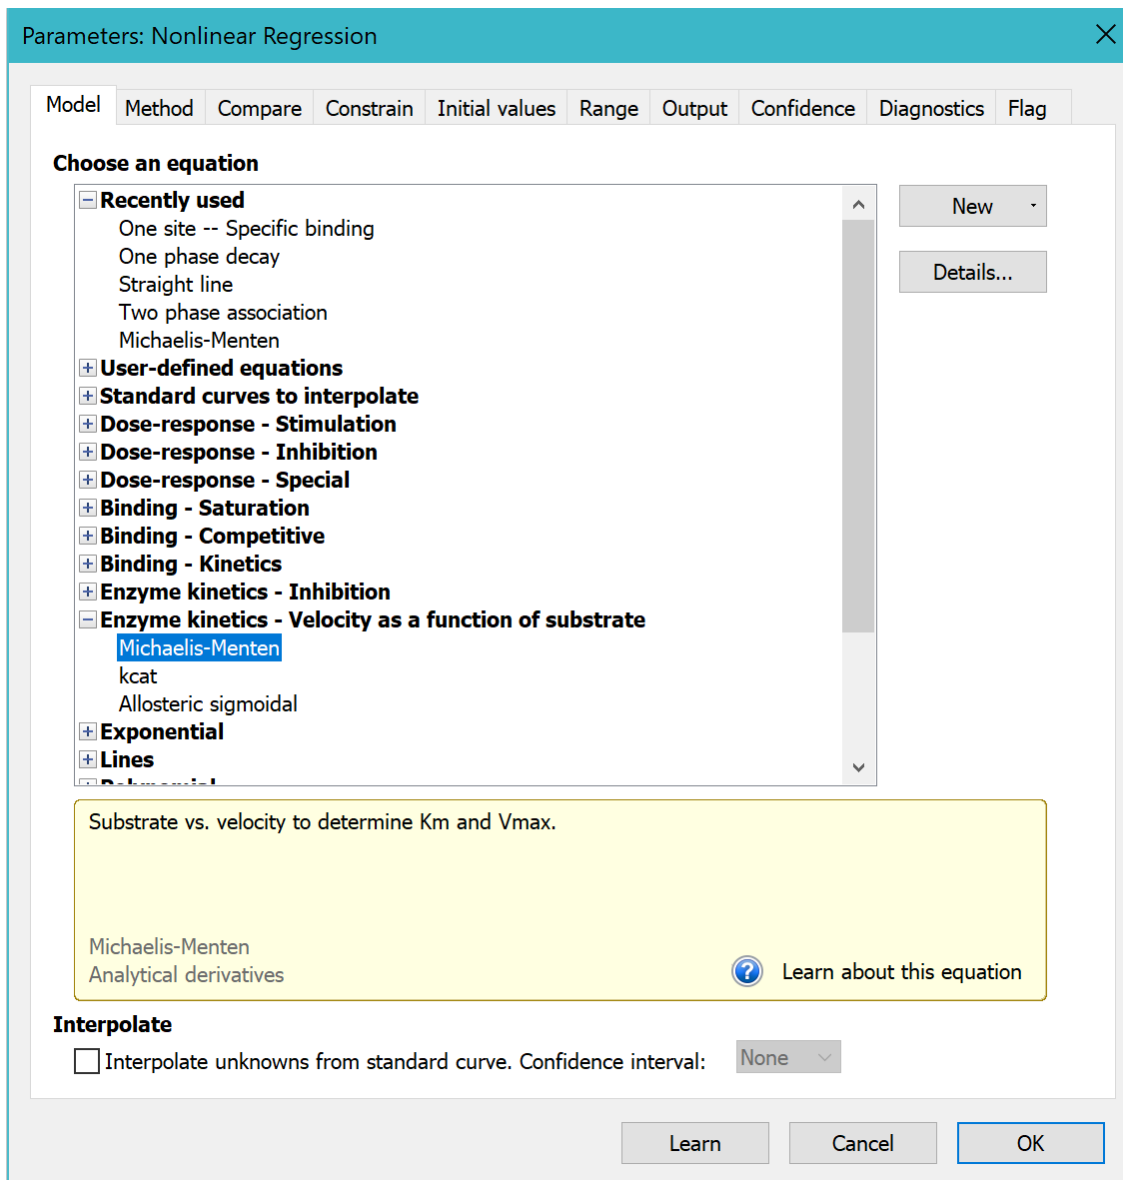 Parameters: Nonlinear Regression
Model Method Compare Constrain Initial values Range Output Confidence Diagnostics Flag
Choose an equation
Recently used
One site -- Specific binding
One phase decay
Straight line
Two phase association
Michaelis-Menten
User-defined equations
Standard curves to interpolate
Dose-response - Stimulation
Dose-response - Inhibition
Dose-response - Special
Binding - Saturation
Binding - Competitive
Binding - Kinetics
Enzyme kinetics - Inhibition
Enzyme kinetics - Velocity as a function of substrate
Michaelis-Menten
kcat
Allosteric sigmoidal
Exponential
Lines
New
Details...
Substrate vs. velocity to determine Km and Vmax.
Michaelis-Menten
Analytical derivatives
? Learn about this equation
Interpolate
Interpolate unknowns from standard curve. Confidence interval: None
Learn Cancel OK